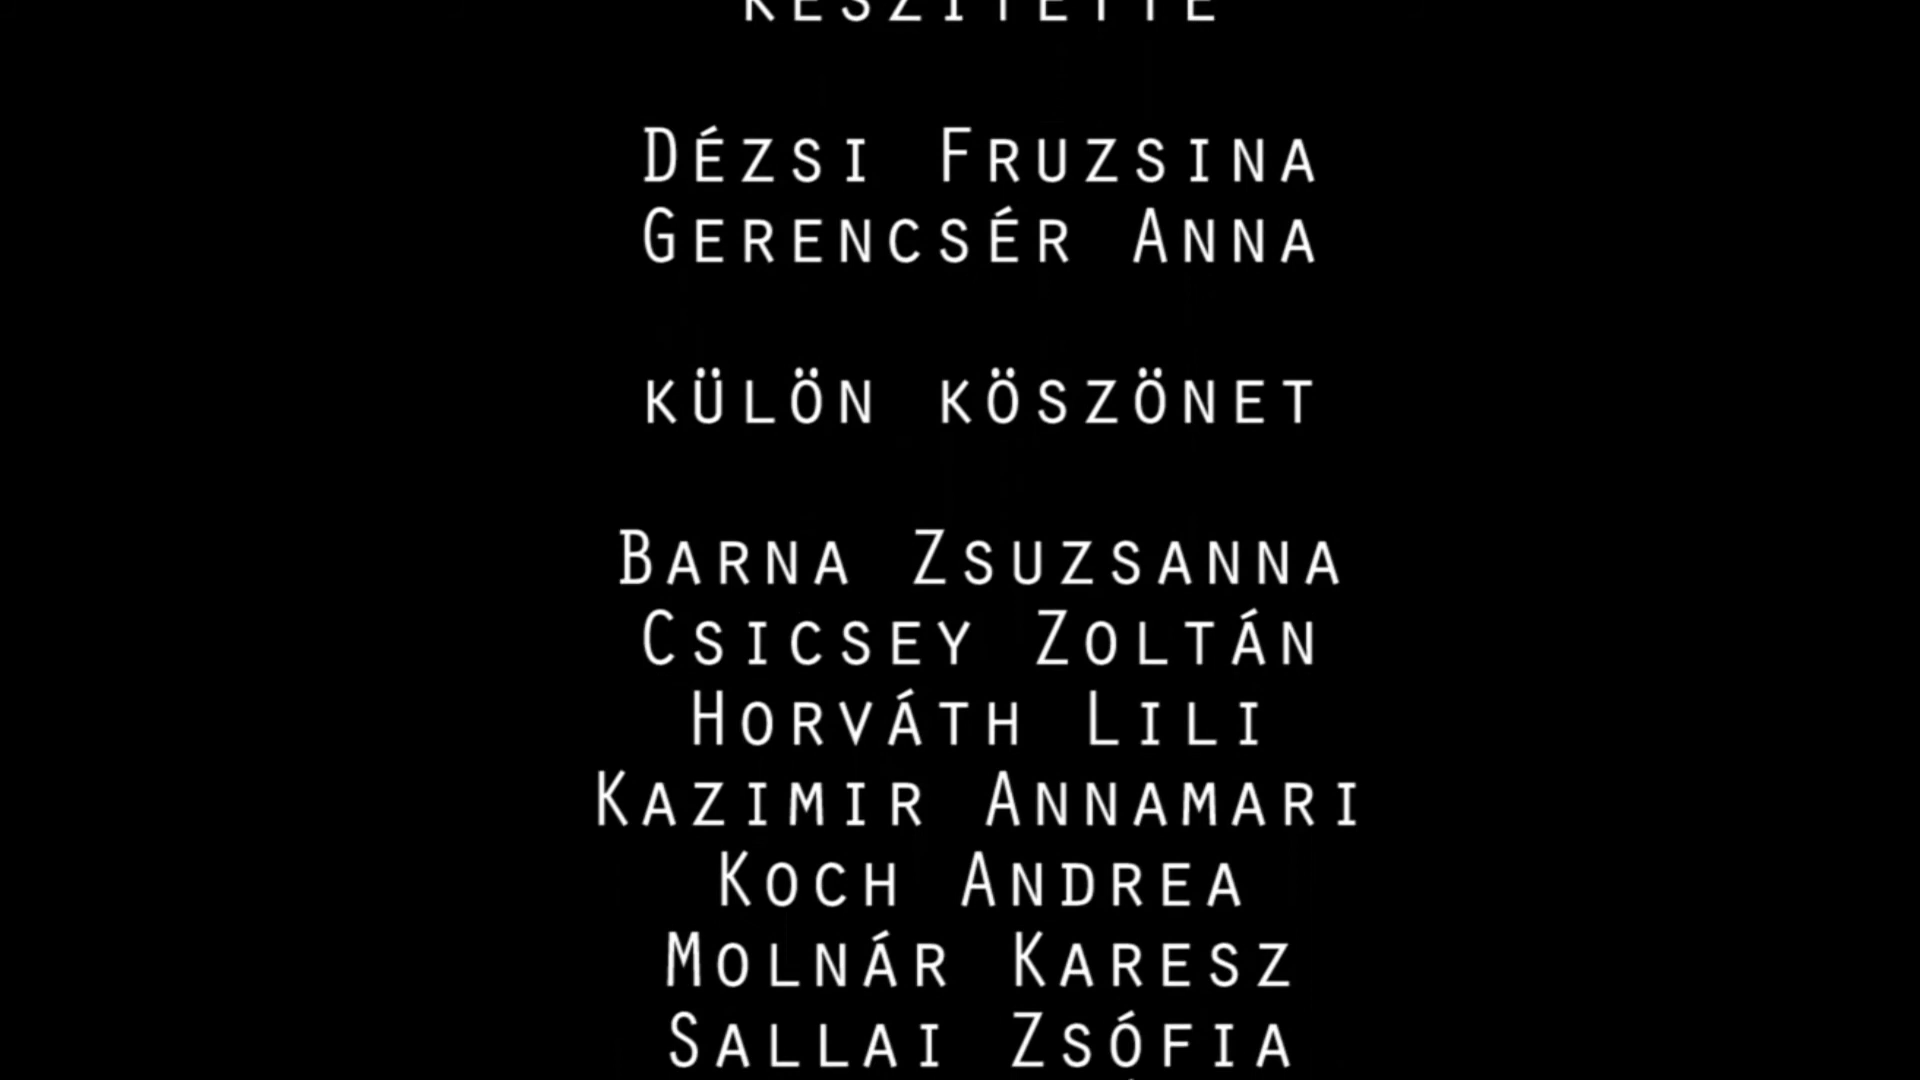 KÉSZÍTETTE
DÉZSI FRUZSINA
GERENCSÉR ANNA
KÜLÖN KÖSZÖNET
BARNA ZSUZSANNA
CSICSEY ZOLTÁN
HORVÁTH LILI
KAZIMIR ANNAMARI
KOCH ANDREA
MOLNÁR KARESZ
SALLAI ZSÓFIA